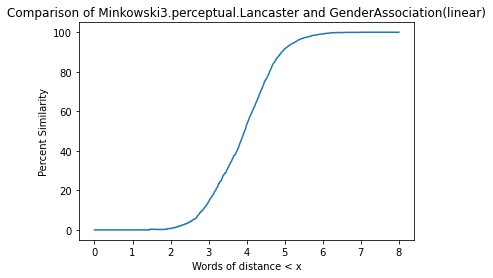 Comparison of Minkowski3.perceptual.Lancaster and GenderAssociation(linear)
100
80
60
40
20
0
Percent Similarity
0 1 2 3 4 5 6 7 8
Words of distance < x